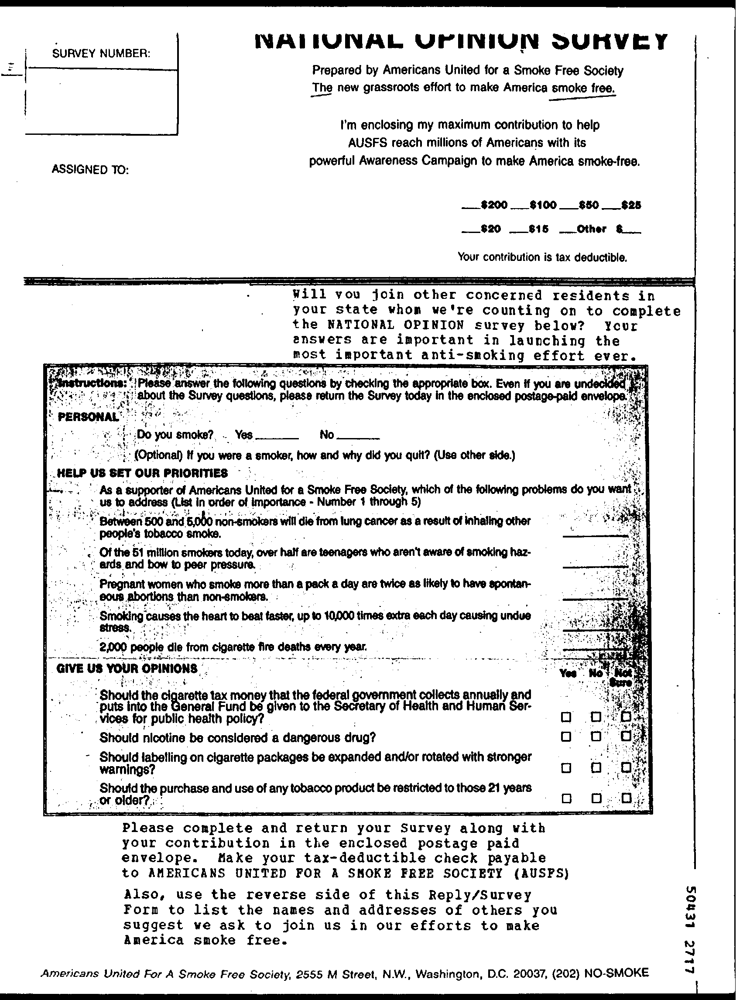 NATIONAL OPINION SURVEY
SURVEY NUMBER:
Prepared by Americans United for a Smoke Free Society
The new grassroots effort to make America smoke free.
I'm enclosing my maximum contribution to help
AUSFS reach millions of Americans with its
powerful Awareness Campaign to make America smoke-free.
ASSIGNED TO:
__$200 __$100 __$50 __$25
__$20 __$15 __Other $__
Your contribution is tax deductible.
Will you join other concerned residents in
your state whom we're counting on to complete
the NATIONAL OPINION survey below? Your
answers are important in launching the
most important anti-smoking effort ever.
Instructions: Please answer the following questions by checking the appropriate box. Even if you are undecided
about the Survey questions, please return the Survey today in the enclosed postage-paid envelope.
PERSONAL
Do you smoke? Yes ______ No ______
(Optional) If you were a smoker, how and why did you quit? (Use other side.)
HELP US SET OUR PRIORITIES
As a supporter of Americans United for a Smoke Free Society, which of the following problems do you want
us to address (List in order of importance - Number 1 through 5)
Between 500 and 5,000 non-smokers will die from lung cancer as a result of inhaling other
people's tobacco smoke.
Of the 51 million smokers today, over half are teenagers who aren't aware of smoking haz-
ards and bow to peer pressure.
Pregnant women who smoke more than a pack a day are twice as likely to have spontan-
eous abortions than non-smokers.
Smoking causes the heart to beat faster, up to 10,000 times extra each day causing undue
stress.
2,000 people die from cigarette fire deaths every year.
GIVE US YOUR OPINIONS
Yes No Not
Sure
Should the cigarette tax money that the federal government collects annually and
puts into the General Fund be given to the Secretary of Health and Human Ser-
vices for public health policy? □ □ □
Should nicotine be considered a dangerous drug? □ □ □
Should labelling on cigarette packages be expanded and/or rotated with stronger
warnings? □ □ □
Should the purchase and use of any tobacco product be restricted to those 21 years
or older? □ □ □
Please complete and return your Survey along with
your contribution in the enclosed postage paid
envelope. Make your tax-deductible check payable
to AMERICANS UNITED FOR A SMOKE FREE SOCIETY (AUSFS)
Also, use the reverse side of this Reply/Survey
Form to list the names and addresses of others you
suggest we ask to join us in our efforts to make
America smoke free.
50431 2717
Americans United For A Smoke Free Society, 2555 M Street, N.W., Washington, D.C. 20037, (202) NO-SMOKE